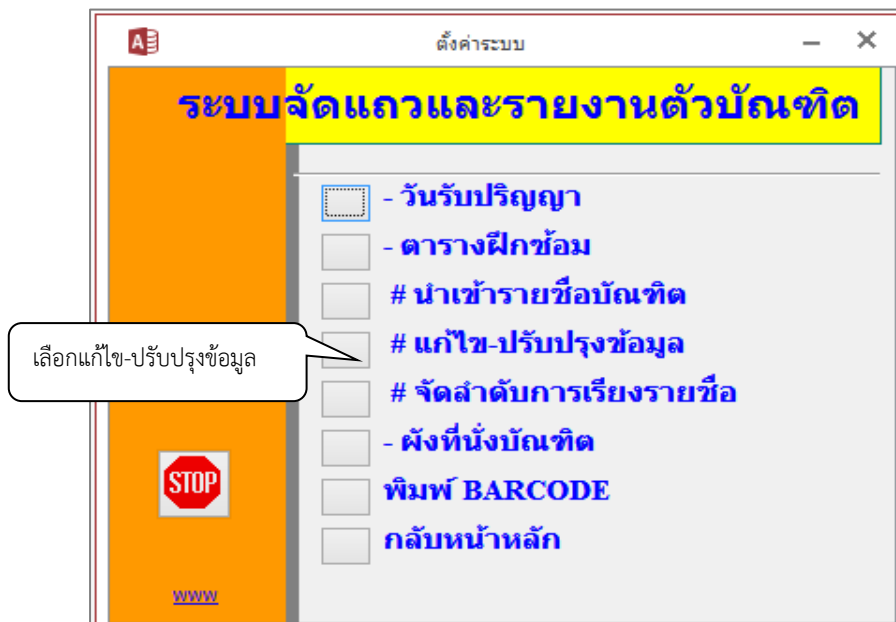 ตั้งค่าระบบ
ระบบจัดแถวและรายงานตัวบัณฑิต
- วันรับปริญญา
- ตารางฝึกซ้อม
# นำเข้ารายชื่อบัณฑิต
# แก้ไข-ปรับปรุงข้อมูล
เลือกแก้ไข-ปรับปรุงข้อมูล
# จัดลำดับการเรียงรายชื่อ
- ผังที่นั่งบัณฑิต
STOP
พิมพ์ BARCODE
กลับหน้าหลัก
www